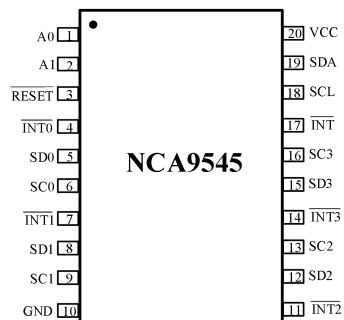 A0 1
A1 2
RESET 3
INT0 4
SD0 5
SC0 6
INT1 7
SD1 8
SC1 9
GND 10
NCA9545
20 VCC
19 SDA
18 SCL
17 INT
16 SC3
15 SD3
14 INT3
13 SC2
12 SD2
11 INT2